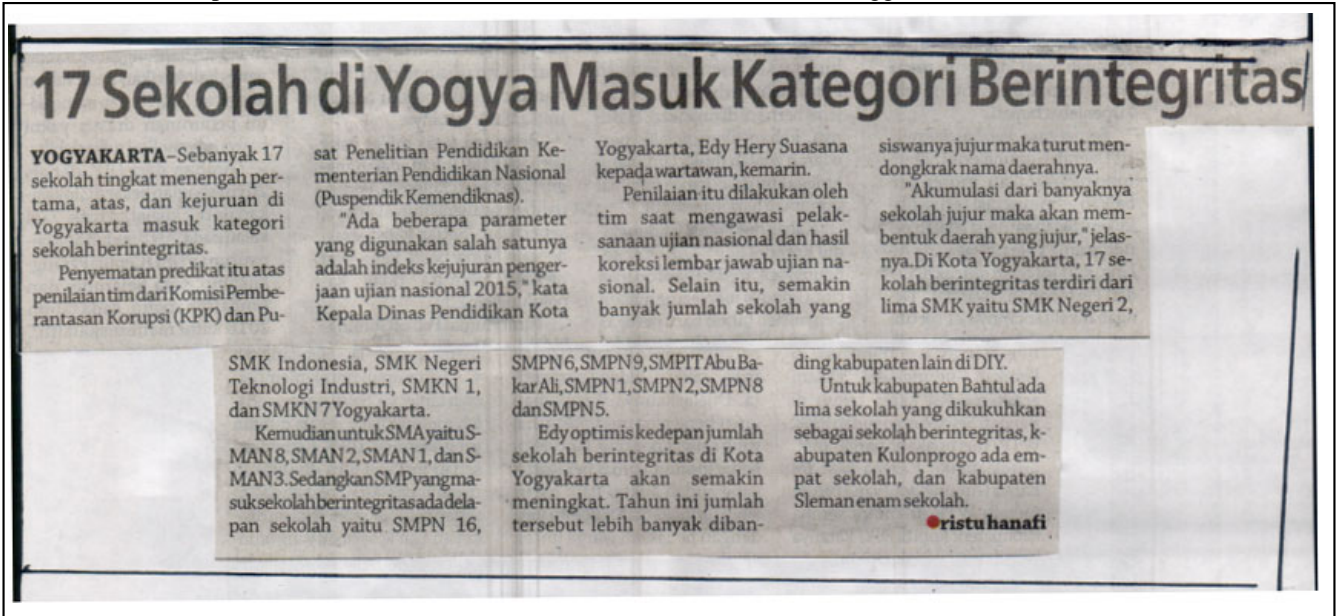 17 Sekolah di Yogya Masuk Kategori Berintegritas
YOGYAKARTA–Sebanyak 17
sekolah tingkat menengah per-
tama, atas, dan kejuruan di
Yogyakarta masuk kategori
sekolah berintegritas.
Penyematan predikat itu atas
penilaian tim dari Komisi Pembe-
rantasan Korupsi (KPK) dan Pu-
sat Penelitian Pendidikan Ke-
menterian Pendidikan Nasional
(Puspendik Kemendiknas).
"Ada beberapa parameter
yang digunakan salah satunya
adalah indeks kejujuran penger-
jaan ujian nasional 2015," kata
Kepala Dinas Pendidikan Kota
Yogyakarta, Edy Hery Suasana
kepada wartawan, kemarin.
Penilaian itu dilakukan oleh
tim saat mengawasi pelak-
sanaan ujian nasional dan hasil
koreksi lembar jawab ujian na-
sional. Selain itu, semakin
banyak jumlah sekolah yang
siswanya jujur maka turut men-
dongkrak nama daerahnya.
"Akumulasi dari banyaknya
sekolah jujur maka akan mem-
bentuk daerah yang jujur," jelas-
nya.Di Kota Yogyakarta, 17 se-
kolah berintegritas terdiri dari
lima SMK yaitu SMK Negeri 2,
SMK Indonesia, SMK Negeri
Teknologi Industri, SMKN 1,
dan SMKN 7 Yogyakarta.
Kemudian untuk SMA yaitu S-
MAN 8, SMAN 2, SMAN 1, dan S-
MAN 3. Sedangkan SMP yang ma-
suk sekolah berintegritas ada dela-
pan sekolah yaitu SMPN 16,
SMPN 6, SMPN 9, SMPIT Abu Ba-
kar Ali, SMPN 1, SMPN 2, SMPN 8
dan SMPN 5.
Edy optimis kedepan jumlah
sekolah berintegritas di Kota
Yogyakarta akan semakin
meningkat. Tahun ini jumlah
tersebut lebih banyak diban-
ding kabupaten lain di DIY.
Untuk kabupaten Bantul ada
lima sekolah yang dikukuhkan
sebagai sekolah berintegritas, k-
abupaten Kulonprogo ada em-
pat sekolah, dan kabupaten
Sleman enam sekolah.
●ristu hanafi